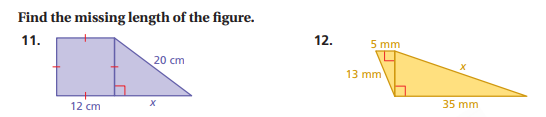 Find the missing length of the figure.
11.
20 cm
12 cm
x
12.
5 mm
13 mm
x
35 mm